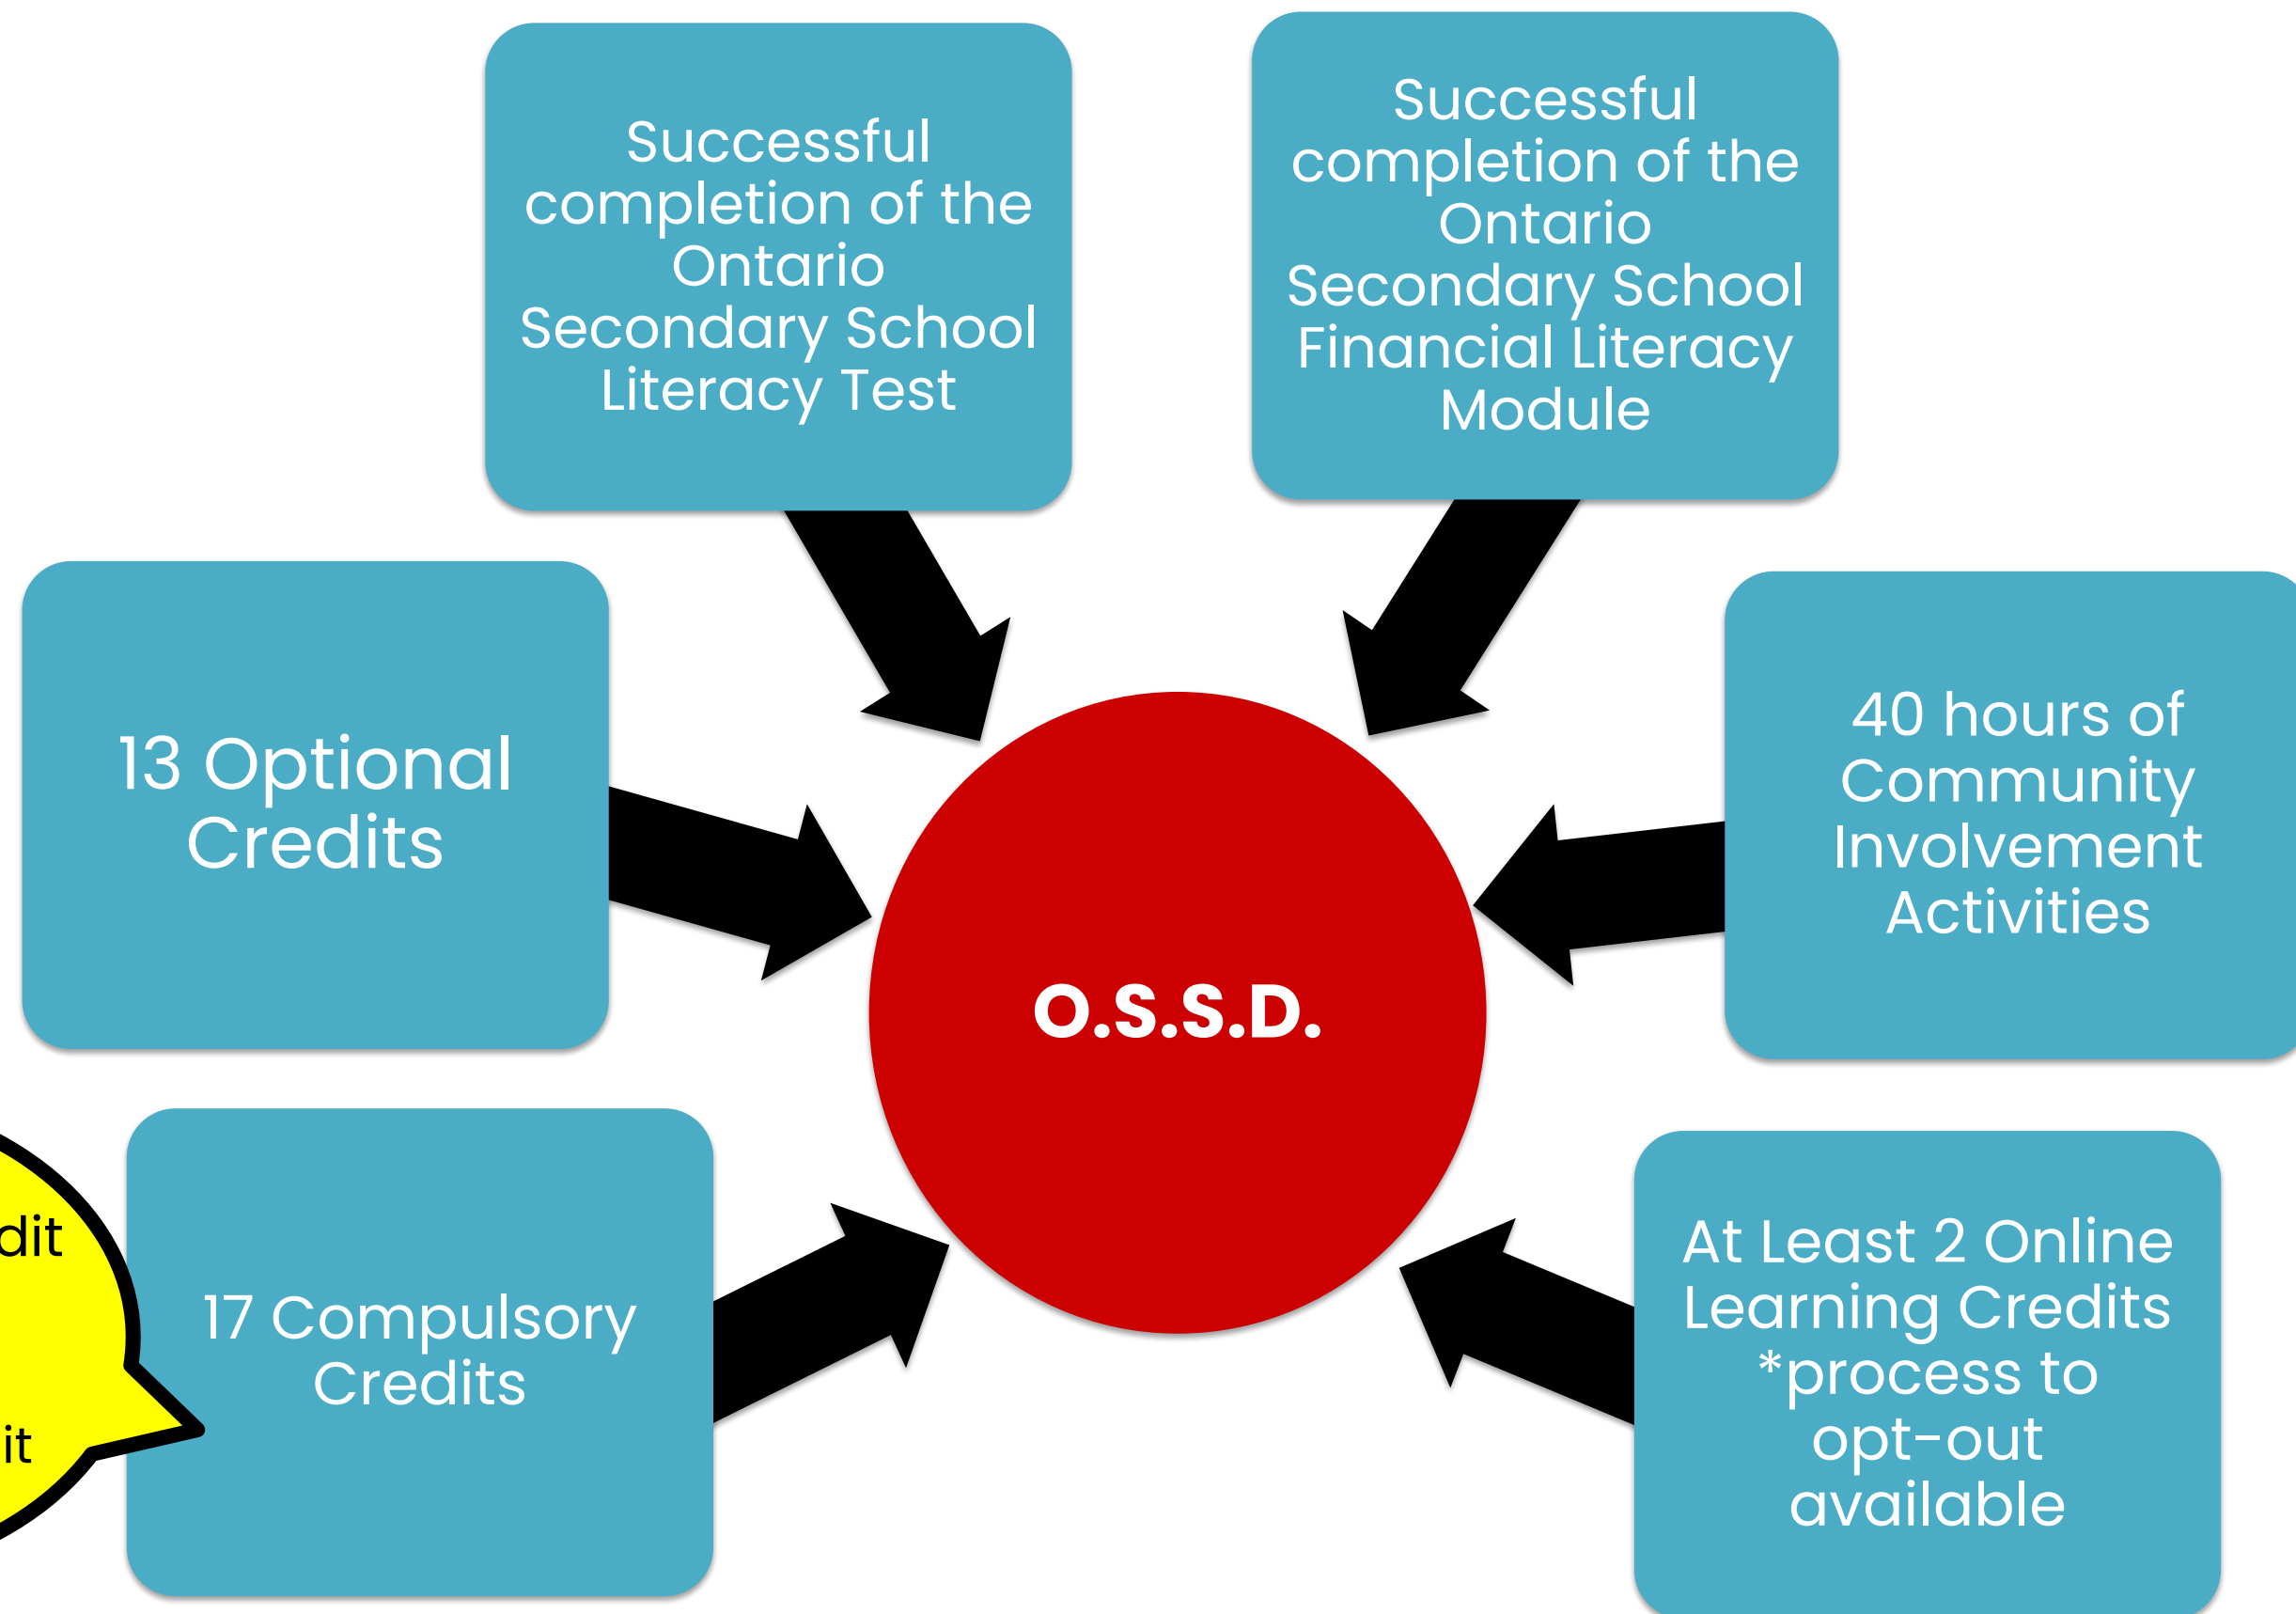 Successful
completion of the
Ontario
Secondary School
Literacy Test
Successful
completion of the
Ontario
Secondary School
Financial Literacy
Module
13 Optional
Credits
40 hours of
Community
Involvement
Activities
O.S.S.D.
17 Compulsory
Credits
At Least 2 Online
Learning Credits
*process to
opt-out
available